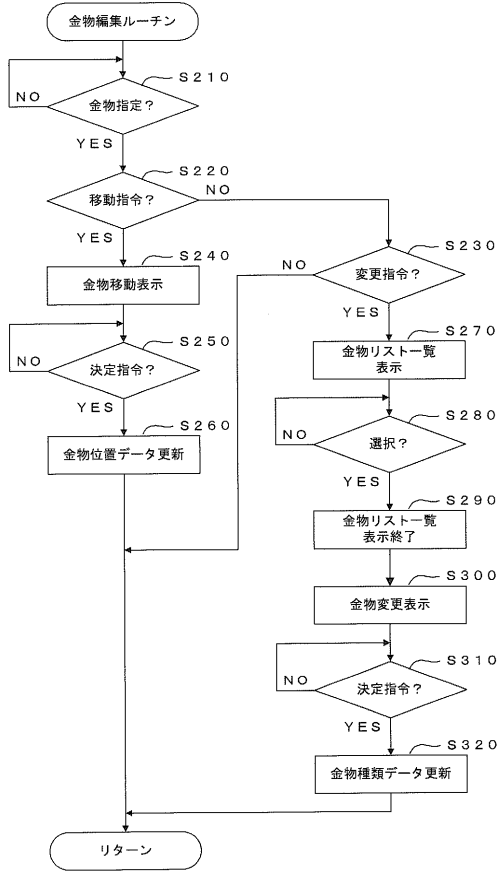 金物編集ルーチン
S210
NO
金物指定?
YES
S220
移動指令?
NO
YES
S230
変更指令?
NO
YES
S240
金物移動表示
S250
NO
決定指令?
YES
S260
金物位置データ更新
S270
金物リスト一覧
表示
S280
NO
選択?
YES
S290
金物リスト一覧
表示終了
S300
金物変更表示
S310
NO
決定指令?
YES
S320
金物種類データ更新
リターン